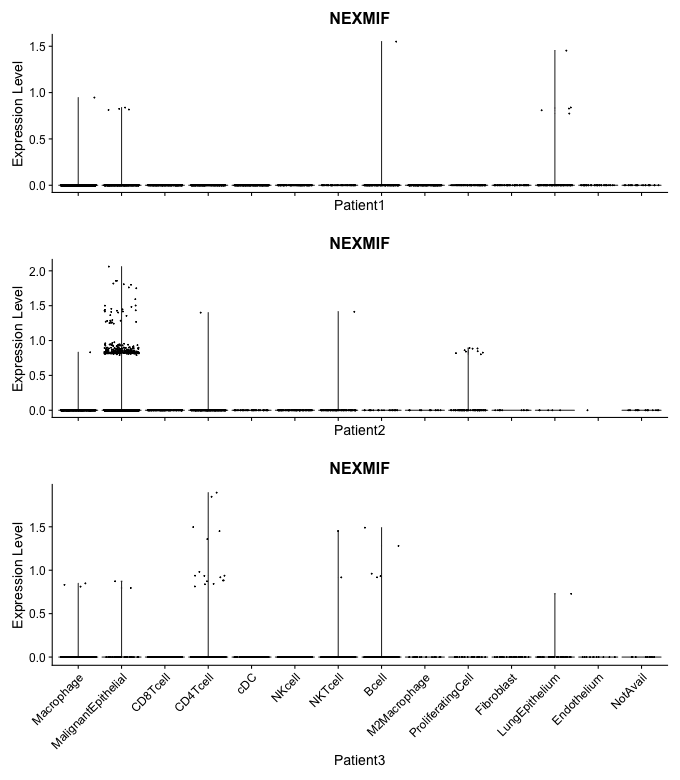 NEXMIF
Expression Level
1.5
1.0
0.5
0.0
Patient1
NEXMIF
Expression Level
2.0
1.5
1.0
0.5
0.0
Patient2
NEXMIF
Expression Level
1.5
1.0
0.5
0.0
Macrophage
MalignantEpithelial
CD8Tcell
CD4Tcell
cDC
NKcell
NKTcell
Bcell
M2Macrophage
ProliferatingCell
Fibroblast
LungEpithelium
Endothelium
NotAvail
Patient3